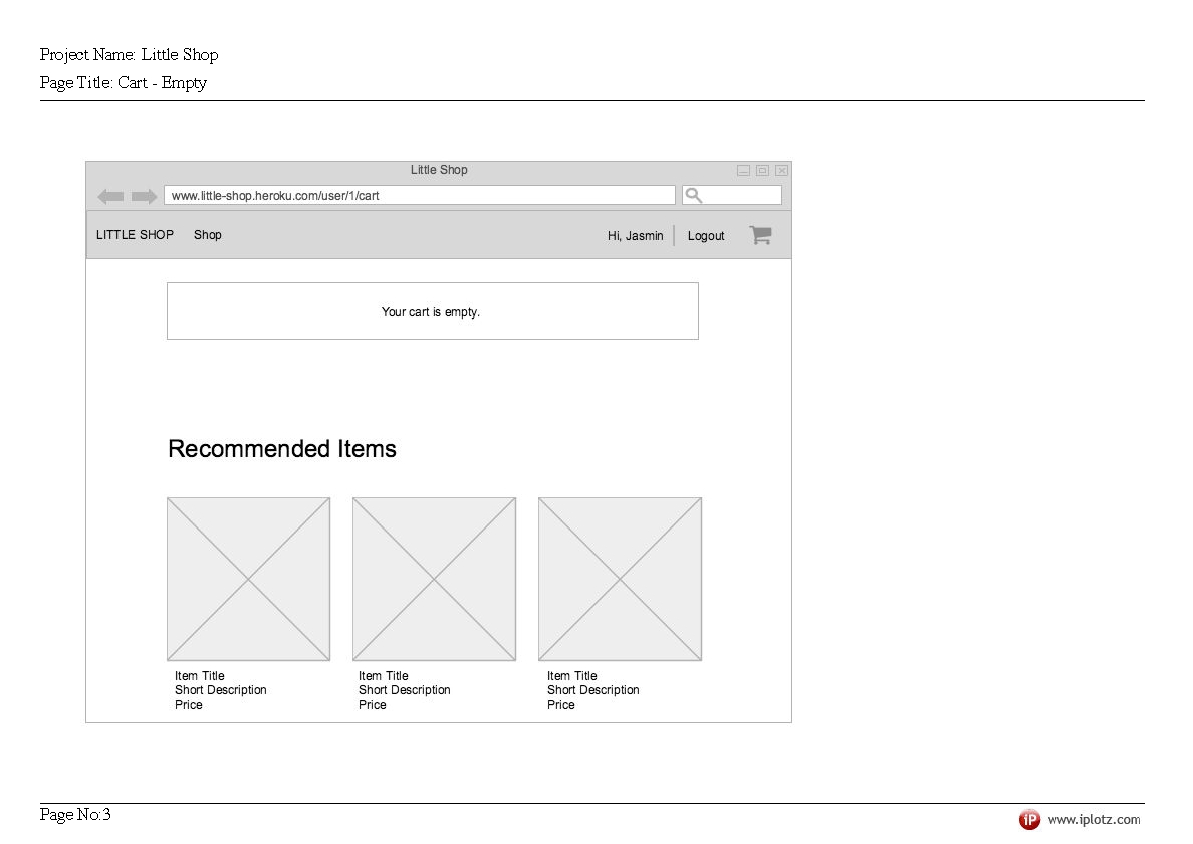 Project Name: Little Shop
Page Title: Cart - Empty
Little Shop
www.little-shop.heroku.com/user/1/cart
LITTLE SHOP Shop Hi, Jasmin Logout
Your cart is empty.
Recommended Items
Item Title Item Title Item Title
Short Description Short Description Short Description
Price Price Price
Page No:3
iP www.iplotz.com